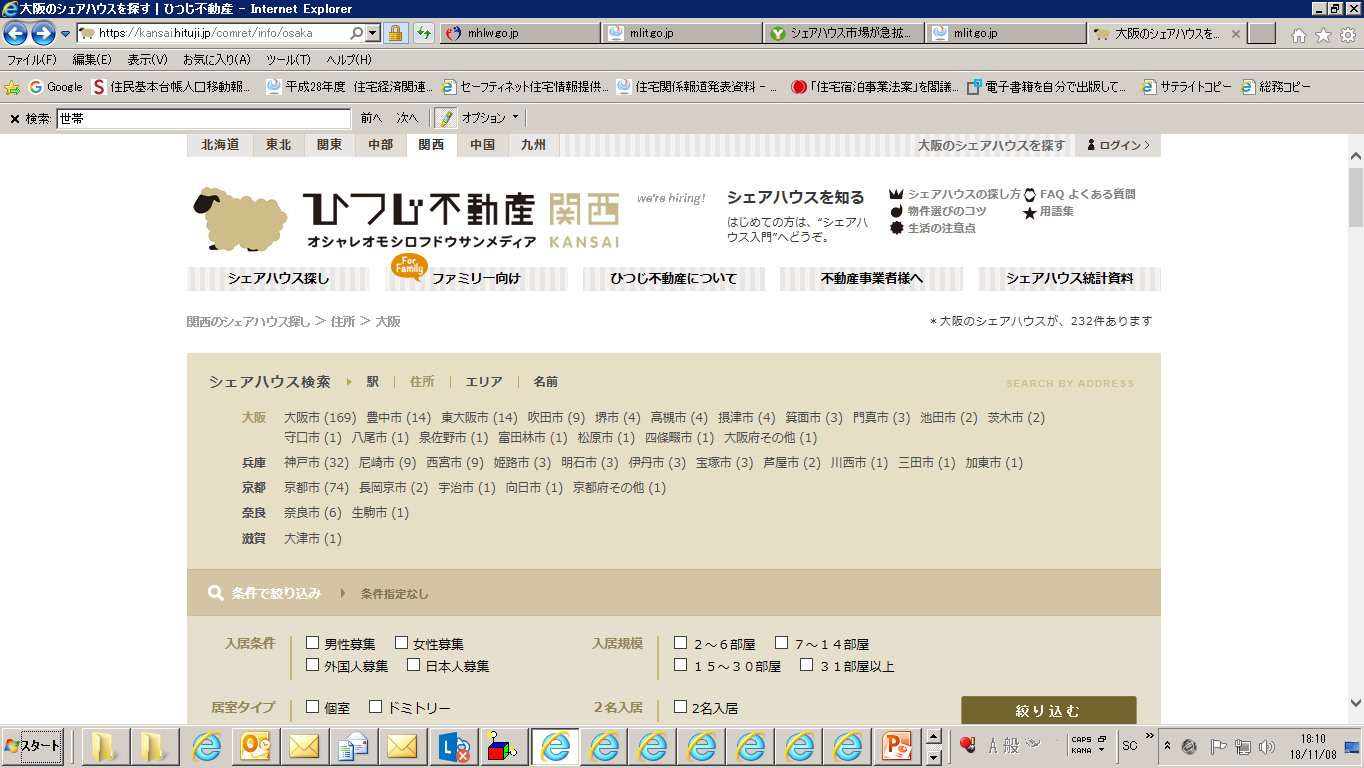 大阪のシェアハウスを探す | ひつじ不動産 - Internet Explorer
https://kansai.hituji.jp/comret/info/osaka
mhlw.go.jp
mlit.go.jp
シェアハウス市場が急拡...
mlit.go.jp
大阪のシェアハウスを...
ファイル(F) 編集(E) 表示(V) お気に入り(A) ツール(T) ヘルプ(H)
Google 住民基本台帳人口移動報... 平成28年度 住宅経済関連... セーフティネット住宅情報提供... 住宅関係報道発表資料 - ... 「住宅宿泊事業法案」を閣議... 電子書籍を自分で出版して... サテライトコピー 総務コピー
× 検索: 世帯 前へ 次へ オプション
北海道 東北 関東 中部 関西 中国 九州 大阪のシェアハウスを探す ログイン
ひつじ不動産 関西
オシャレオモシロフドウサンメディア KANSAI
we're hiring!
シェアハウスを知る
はじめての方は、“シェアハ
ウス入門”へどうぞ。
シェアハウスの探し方 FAQ よくある質問
物件選びのコツ 用語集
生活の注意点
シェアハウス探し For Family ファミリー向け ひつじ不動産について 不動産事業者様へ シェアハウス統計資料
関西のシェアハウス探し > 住所 > 大阪 *大阪のシェアハウスが、232件あります
シェアハウス検索 駅 | 住所 | エリア | 名前 SEARCH BY ADDRESS
大阪 大阪市 (169) 豊中市 (14) 東大阪市 (14) 吹田市 (9) 堺市 (4) 高槻市 (4) 摂津市 (4) 箕面市 (3) 門真市 (3) 池田市 (2) 茨木市 (2)
守口市 (1) 八尾市 (1) 泉佐野市 (1) 富田林市 (1) 松原市 (1) 四條畷市 (1) 大阪府その他 (1)
兵庫 神戸市 (32) 尼崎市 (9) 西宮市 (9) 姫路市 (3) 明石市 (3) 伊丹市 (3) 宝塚市 (3) 芦屋市 (2) 川西市 (1) 三田市 (1) 加東市 (1)
京都 京都市 (74) 長岡京市 (2) 宇治市 (1) 向日市 (1) 京都府その他 (1)
奈良 奈良市 (6) 生駒市 (1)
滋賀 大津市 (1)
条件で絞り込み 条件指定なし
入居条件 男性募集 女性募集 入居規模 2～6部屋 7～14部屋
外国人募集 日本人募集 15～30部屋 31部屋以上
居室タイプ 個室 ドミトリー 2名入居 2名入居 絞り込む
スタート A 般 CAPS KANA SC 18:10
18/11/08